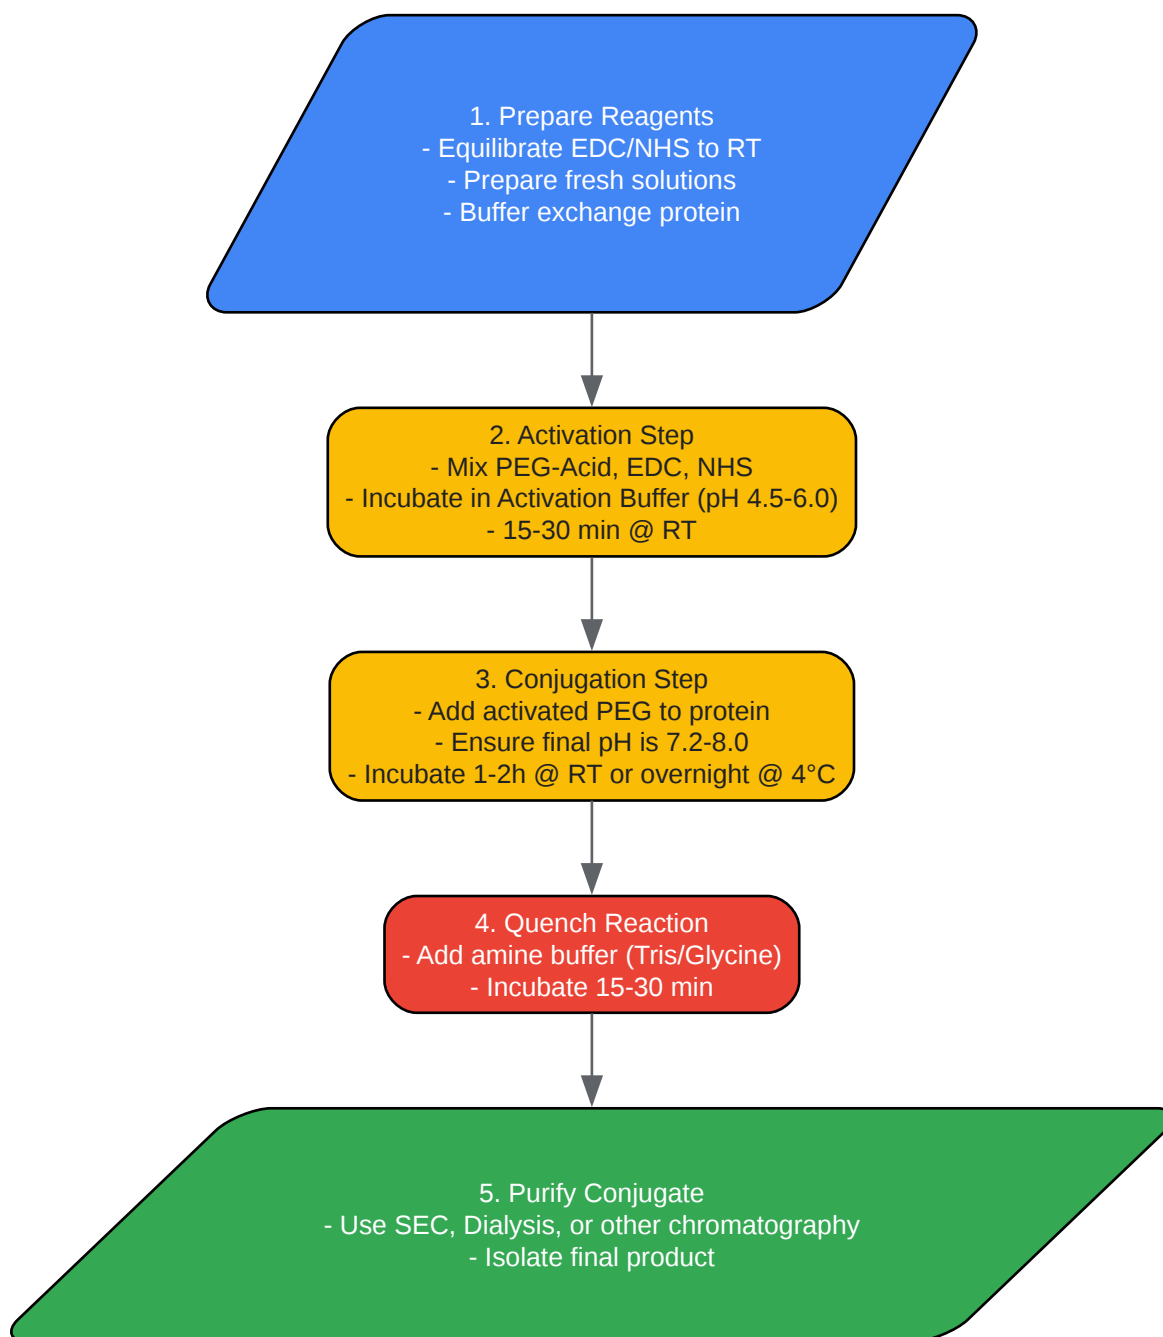 1. Prepare Reagents
- Equilibrate EDC/NHS to RT
- Prepare fresh solutions
- Buffer exchange protein
2. Activation Step
- Mix PEG-Acid, EDC, NHS
- Incubate in Activation Buffer (pH 4.5-6.0)
- 15-30 min @ RT
3. Conjugation Step
- Add activated PEG to protein
- Ensure final pH is 7.2-8.0
- Incubate 1-2h @ RT or overnight @ 4°C
4. Quench Reaction
- Add amine buffer (Tris/Glycine)
- Incubate 15-30 min
5. Purify Conjugate
- Use SEC, Dialysis, or other chromatography
- Isolate final product